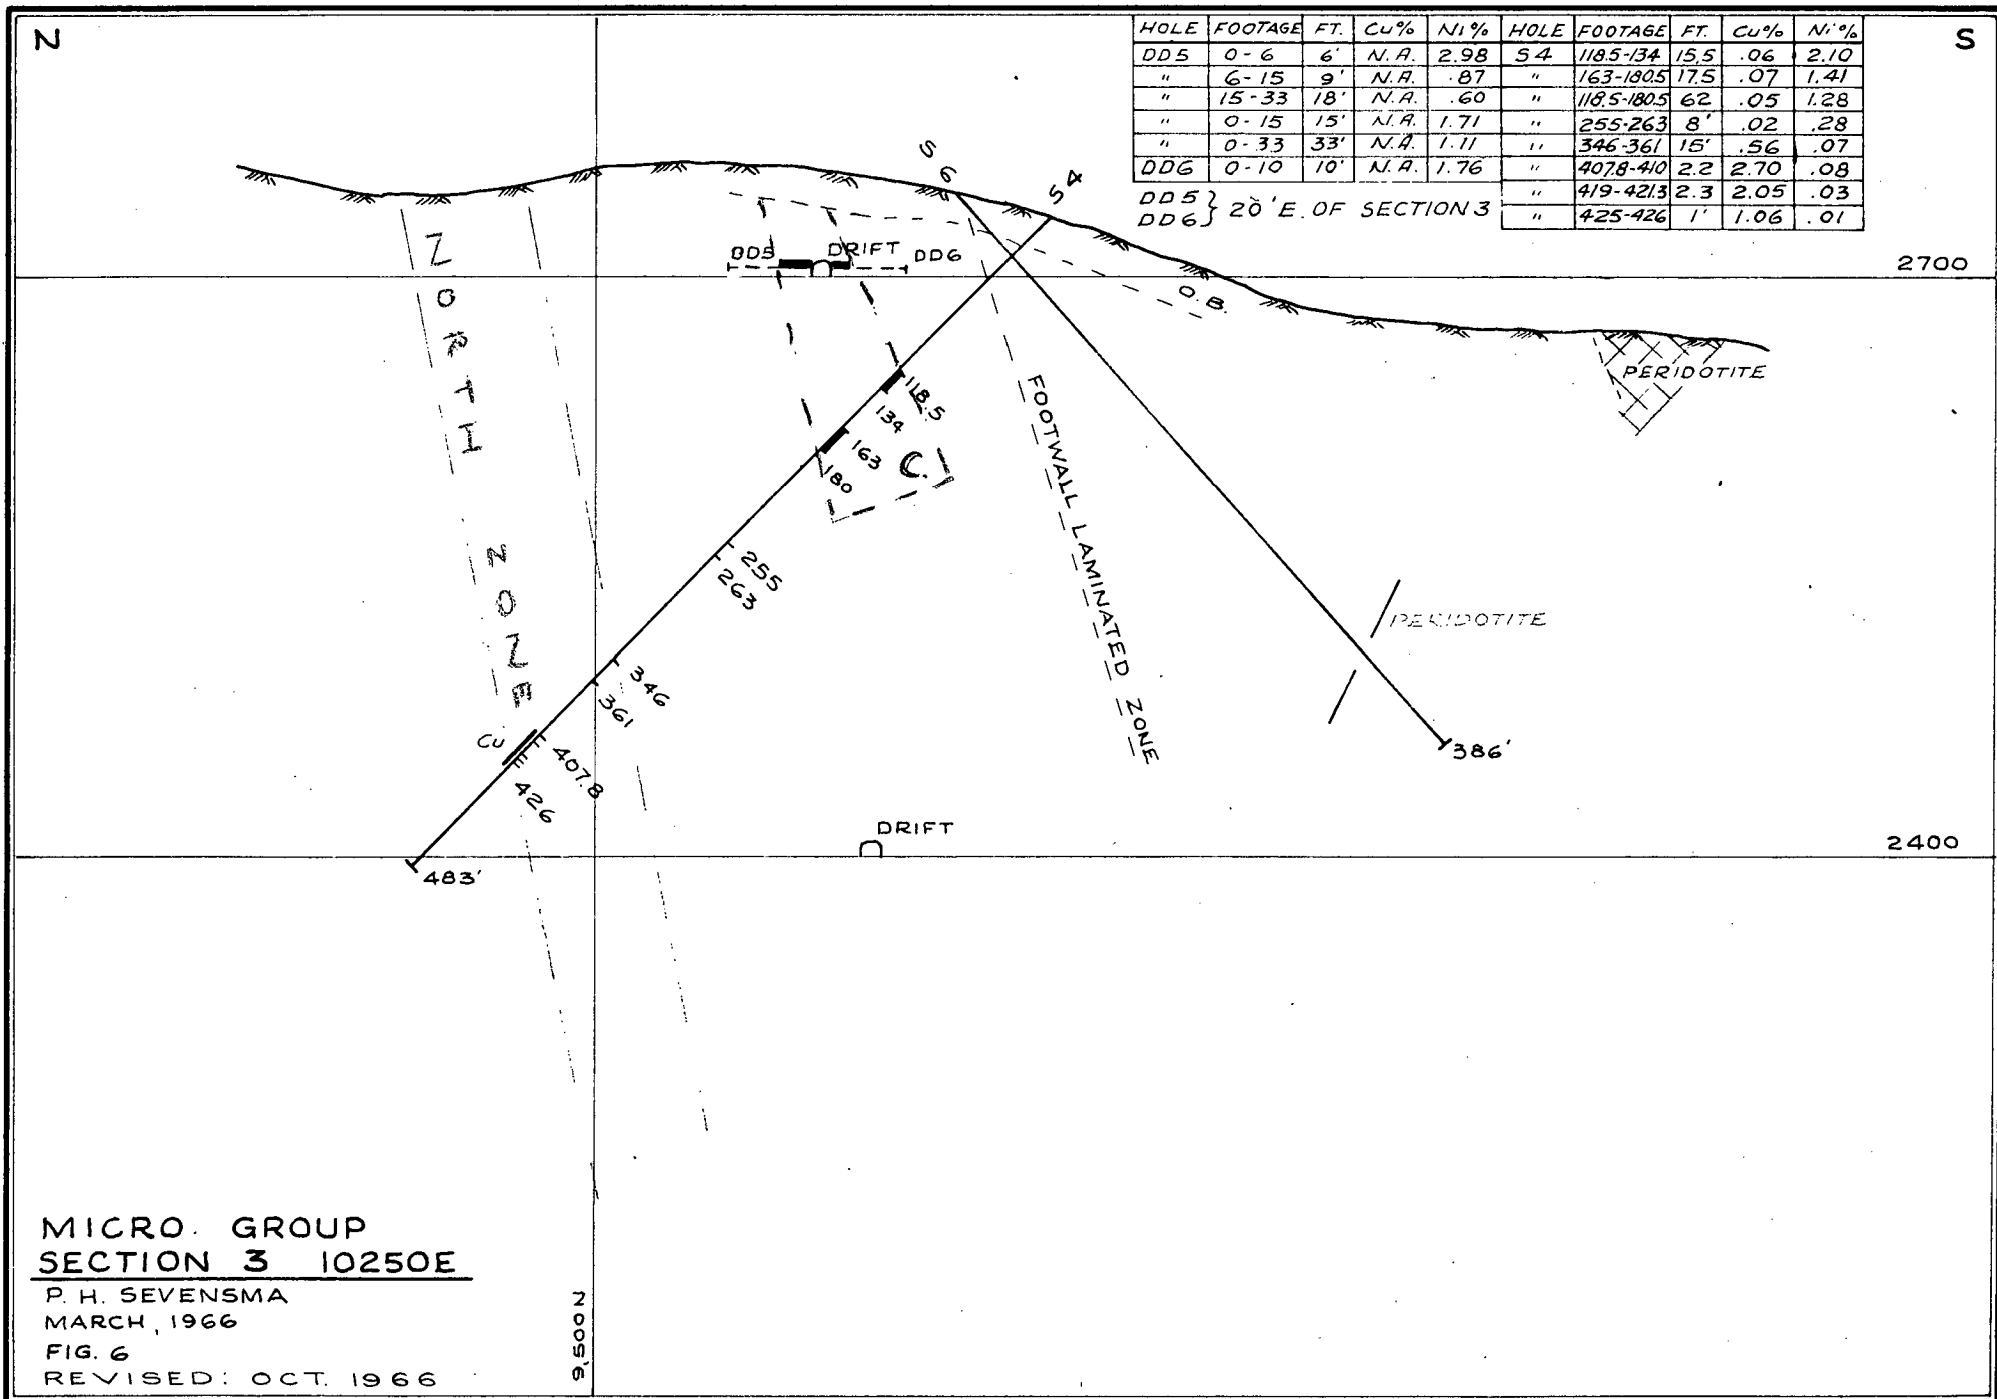 N
S
HOLE FOOTAGE FT. Cu% Ni% HOLE FOOTAGE FT. Cu% Ni%
DD5 0-6 6' N.A. 2.98 S4 118.5-134 15.5 .06 2.10
" 6-15 9' N.A. .87 " 163-180.5 17.5 .07 1.41
" 15-33 18' N.A. .60 " 118.5-180.5 62 .05 1.28
" 0-15 15' N.A. 1.71 " 255-263 8' .02 .28
" 0-33 33' N.A. 1.11 " 346-361 15' .56 .07
DD6 0-10 10' N.A. 1.76 " 407.8-410 2.2 2.70 .08
" 419-421.3 2.3 2.05 .03
" 425-426 1' 1.06 .01
DD5
DD6 } 20' E. OF SECTION 3
S6
S4
DD5 DRIFT DD6
2700
O.B.
NORTH ZONE
PERIDOTITE
118.5
134
163
180
C.
FOOTWALL LAMINATED ZONE
255
263
PERIDOTITE
346
361
Cu
407.8
426
386'
DRIFT
2400
483'
MICRO. GROUP
SECTION 3 10250E
P. H. SEVENSMA
MARCH, 1966
FIG. 6
REVISED: OCT. 1966
9,500N